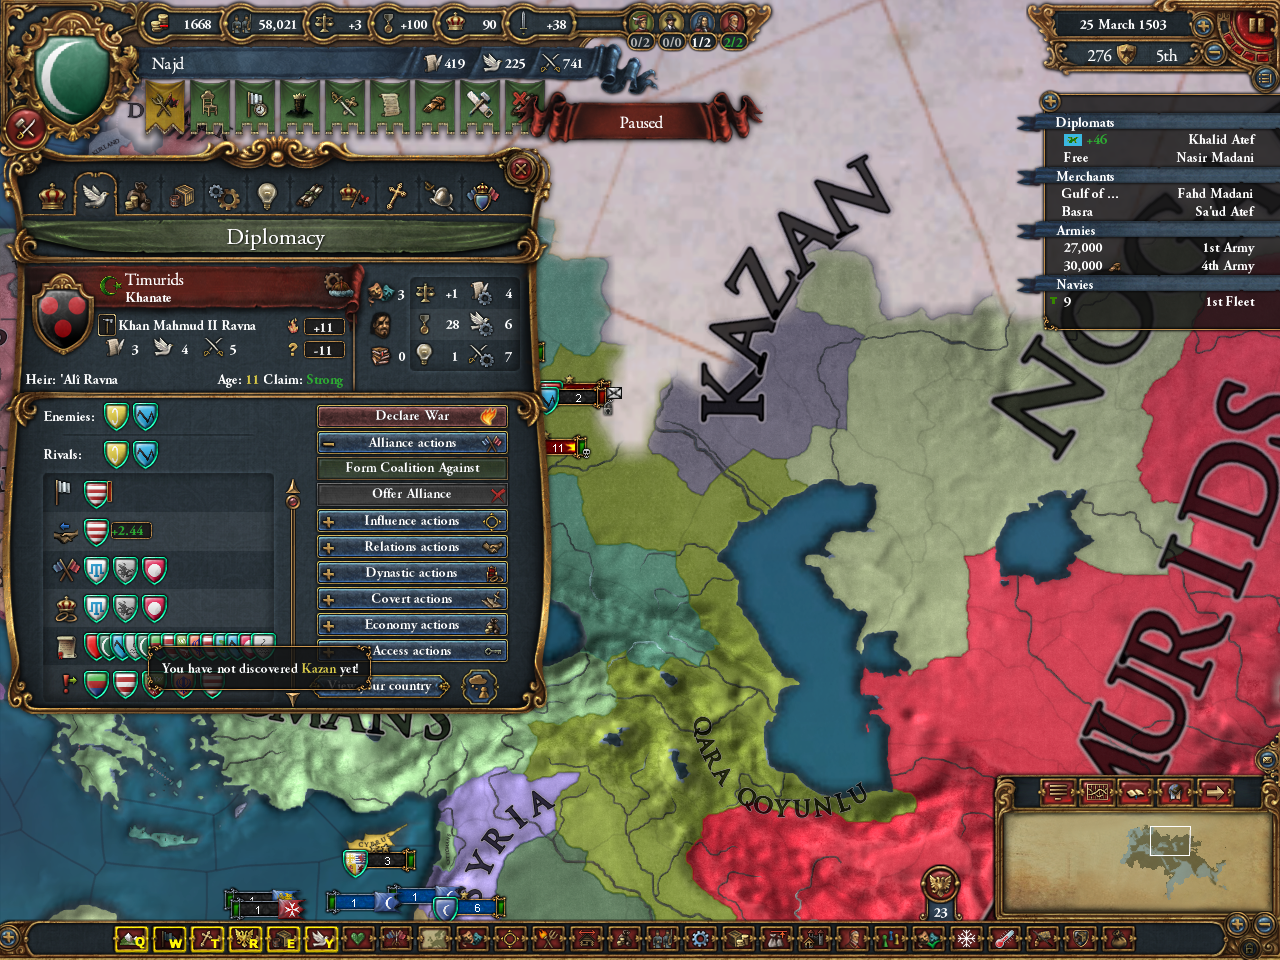 1668
58,021
+3
+100
90
+38
0/2
0/0
1/2
2/2
25 March 1503
276
5th
Najd
419
225
741
Paused
Diplomats
+46
Khalid Atef
Free
Nasir Madani
Merchants
Gulf of ...
Fahd Madani
Basra
Sa'ud Atef
Armies
27,000
1st Army
30,000
4th Army
Navies
9
1st Fleet
Diplomacy
Timurids
Khanate
Khan Mahmud II Ravna
+11
3
4
5
-11
Heir: 'Alî Ravna
Age: 11 Claim: Strong
3
+1
4
28
6
0
1
7
Enemies:
Rivals:
+2.44
Declare War
Alliance actions
Form Coalition Against
Offer Alliance
Influence actions
Relations actions
Dynastic actions
Covert actions
Economy actions
Access actions
You have not discovered Kazan yet!
KAZAN
MURIDS
QARA QOYUNLU
YRIA
2
11
3
1
1
1
6
23
Q
W
T
R
E
Y